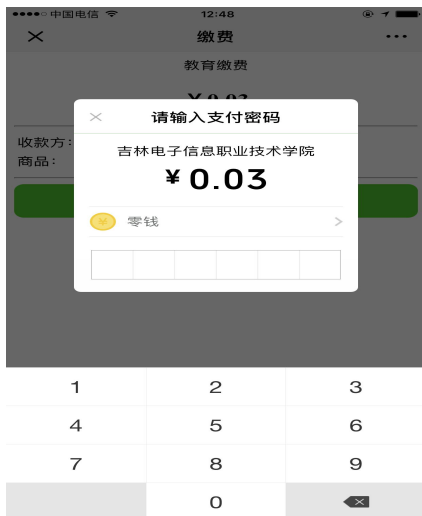 中国电信 12:48
缴费
教育缴费
¥ 0.03
请输入支付密码
收款方:
吉林电子信息职业技术学院
商品:
¥ 0.03
零钱
1 2 3
4 5 6
7 8 9
0